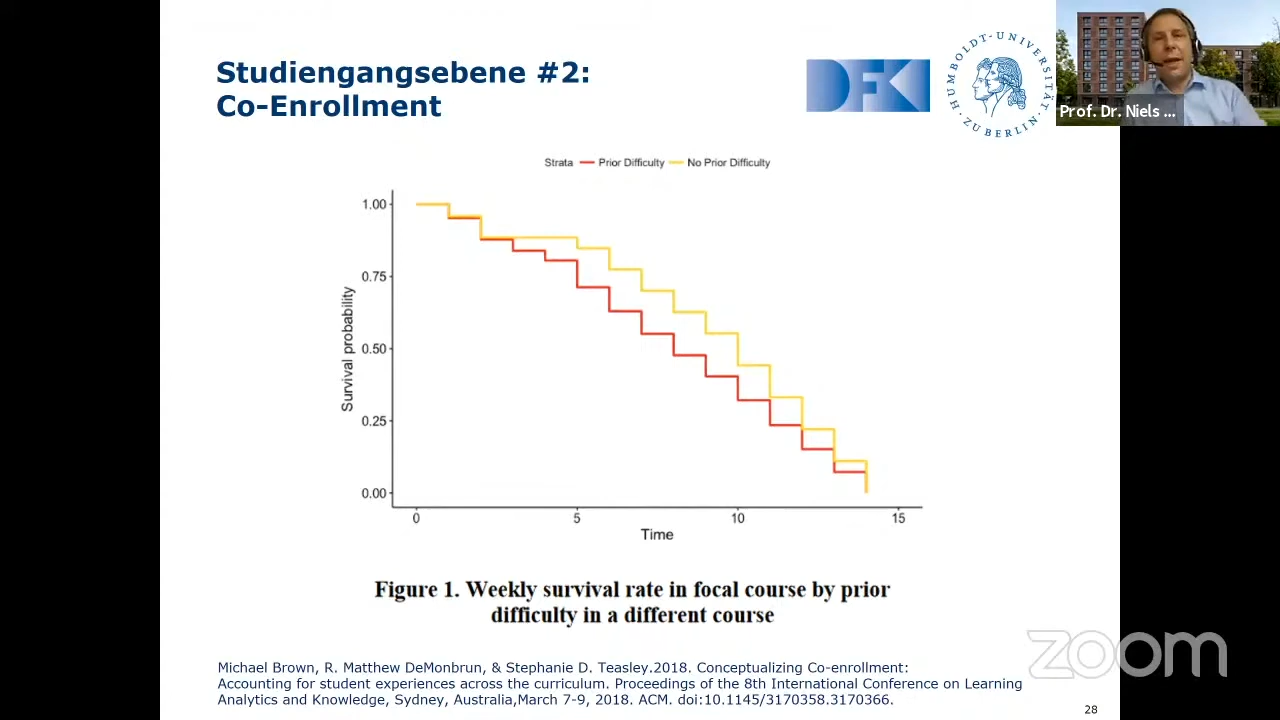 Studiengangsebene #2:
Co-Enrollment
DFKI
HUMBOLDT-UNIVERSITÄT
ZU BERLIN
Prof. Dr. Niels ...
Strata Prior Difficulty No Prior Difficulty
Survival probability
1.00
0.75
0.50
0.25
0.00
0 5 10 15
Time
Figure 1. Weekly survival rate in focal course by prior
difficulty in a different course
Michael Brown, R. Matthew DeMonbrun, & Stephanie D. Teasley.2018. Conceptualizing Co-enrollment:
Accounting for student experiences across the curriculum. Proceedings of the 8th International Conference on Learning
Analytics and Knowledge, Sydney, Australia,March 7-9, 2018. ACM. doi:10.1145/3170358.3170366.
zoom
28